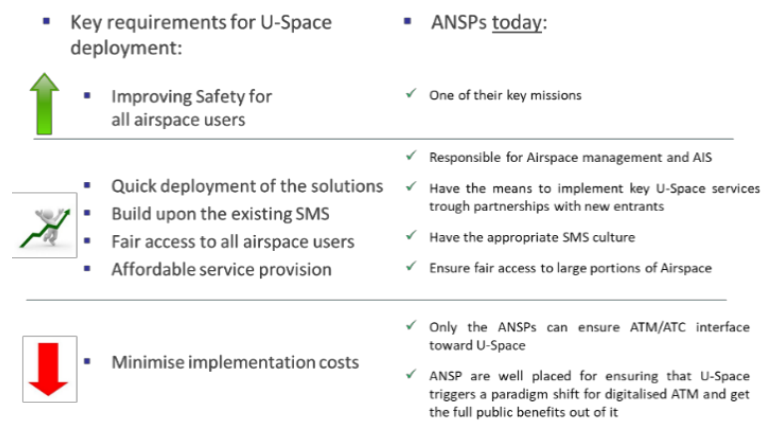 ▪ Key requirements for U-Space
deployment:
▪ ANSPs today:
▪ Improving Safety for
all airspace users
✓ One of their key missions
▪ Quick deployment of the solutions
▪ Build upon the existing SMS
▪ Fair access to all airspace users
▪ Affordable service provision
✓ Responsible for Airspace management and AIS
✓ Have the means to implement key U-Space services
trough partnerships with new entrants
✓ Have the appropriate SMS culture
✓ Ensure fair access to large portions of Airspace
▪ Minimise implementation costs
✓ Only the ANSPs can ensure ATM/ATC interface
toward U-Space
✓ ANSP are well placed for ensuring that U-Space
triggers a paradigm shift for digitalised ATM and get
the full public benefits out of it